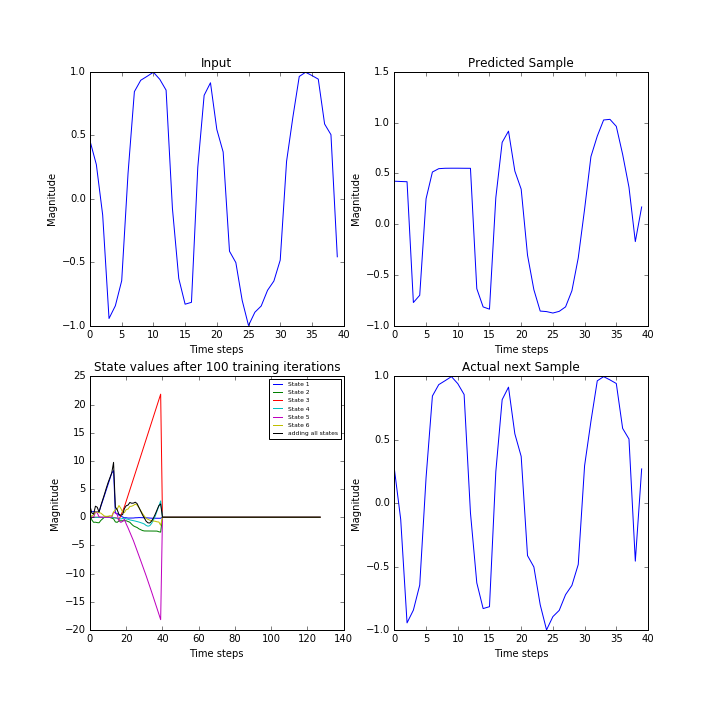 Input
1.0
0.5
0.0
−0.5
−1.0
Magnitude
0 5 10 15 20 25 30 35 40
Time steps
Predicted Sample
1.5
1.0
0.5
0.0
−0.5
−1.0
Magnitude
0 5 10 15 20 25 30 35 40
Time steps
State values after 100 training iterations
25
20
15
10
5
0
−5
−10
−15
−20
Magnitude
State 1
State 2
State 3
State 4
State 5
State 6
adding all states
0 20 40 60 80 100 120 140
Time steps
Actual next Sample
1.0
0.5
0.0
−0.5
−1.0
Magnitude
0 5 10 15 20 25 30 35 40
Time steps